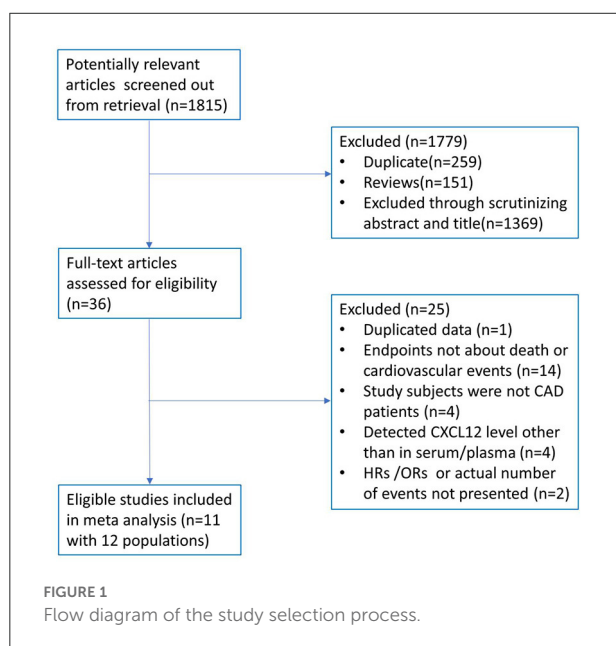 Potentially relevant
articles screened out
from retrieval (n=1815)
Excluded (n=1779)
• Duplicate(n=259)
• Reviews(n=151)
• Excluded through scrutinizing
abstract and title(n=1369)
Full-text articles
assessed for eligibility
(n=36)
Excluded (n=25)
• Duplicated data (n=1)
• Endpoints not about death or
cardiovascular events (n=14)
• Study subjects were not CAD
patients (n=4)
• Detected CXCL12 level other
than in serum/plasma (n=4)
• HRs /ORs or actual number
of events not presented (n=2)
Eligible studies included
in meta analysis (n=11
with 12 populations)
FIGURE 1
Flow diagram of the study selection process.